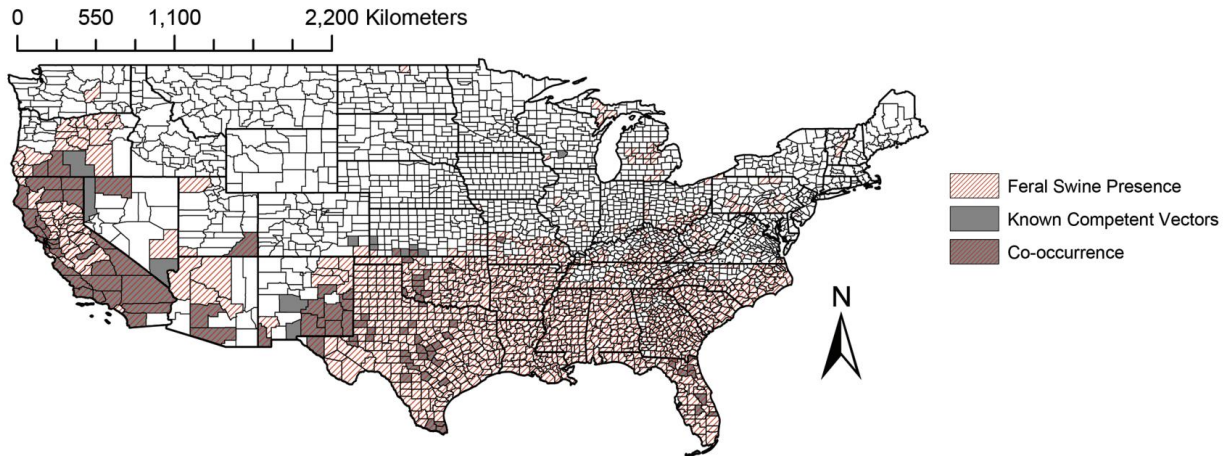 0 550 1,100 2,200 Kilometers
Feral Swine Presence
Known Competent Vectors
Co-occurrence
N